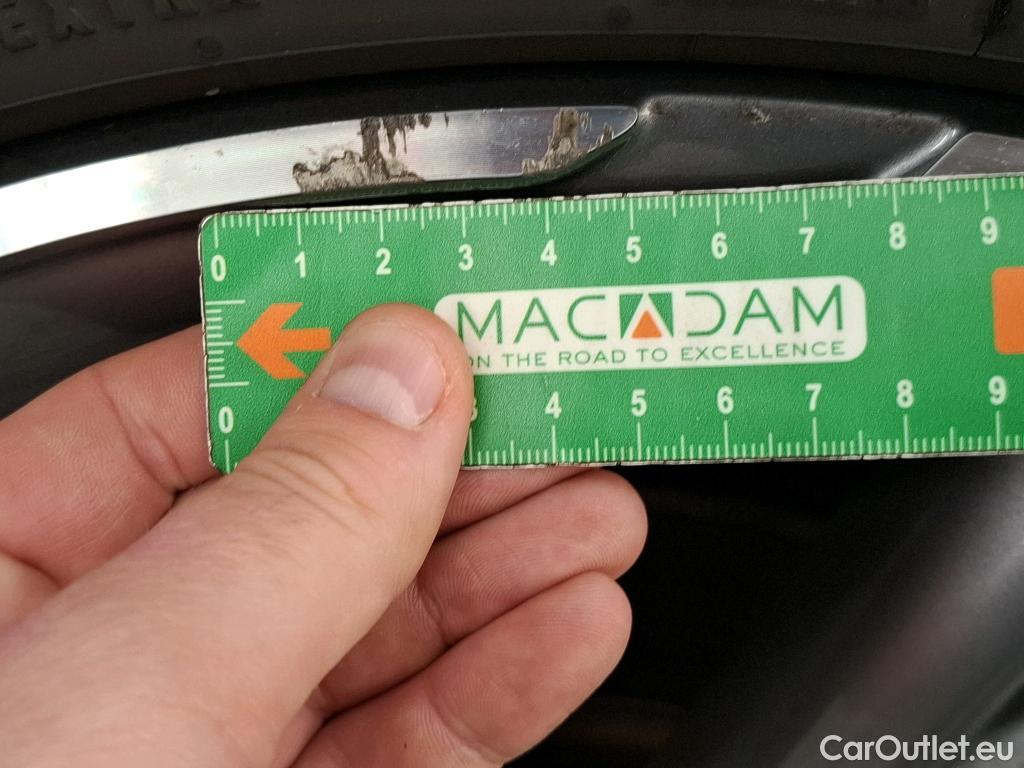 0 1 2 3 4 5 6 7 8 9
MACADAM
ON THE ROAD TO EXCELLENCE
0 3 4 5 6 7 8 9
CarOutlet.eu